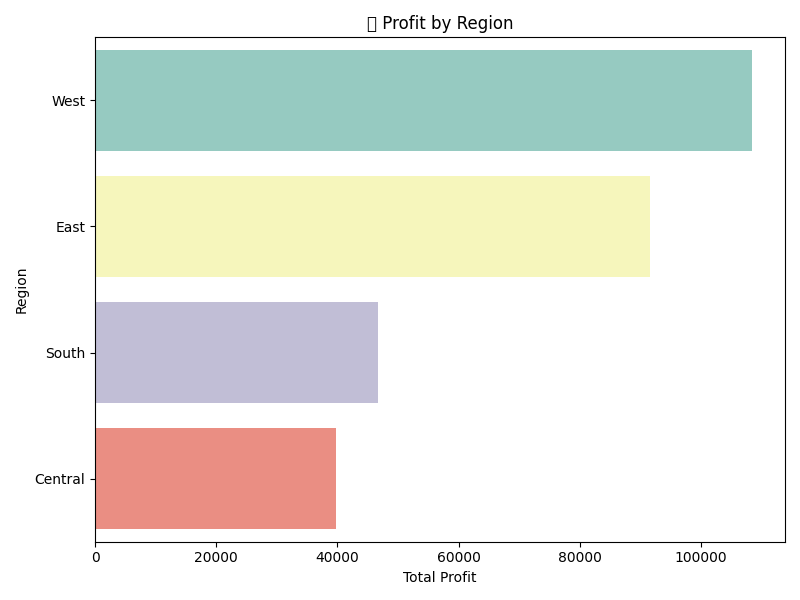 Profit by Region
West
East
South
Central
Region
0 20000 40000 60000 80000 100000
Total Profit